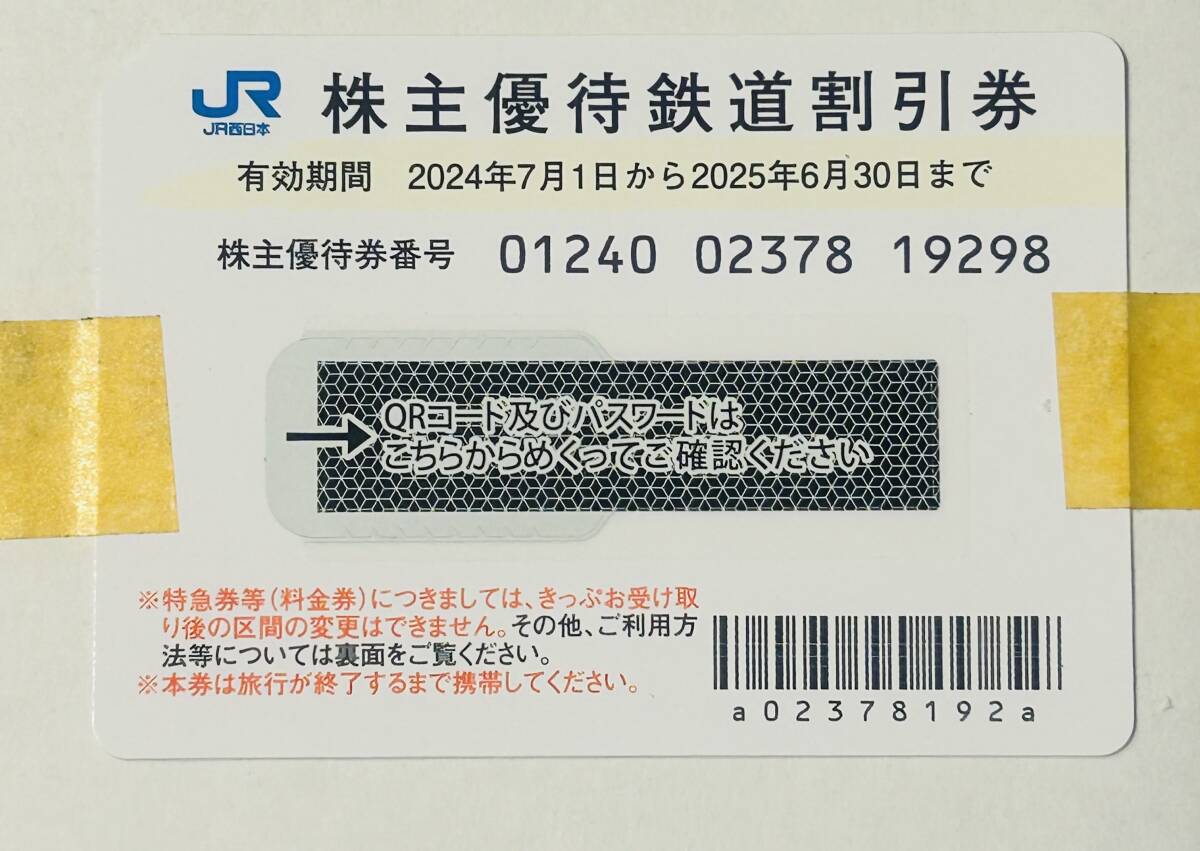 JR 株主優待鉄道割引券
JR西日本
有効期間 2024年7月1日から2025年6月30日まで
株主優待券番号 01240 02378 19298
QRコード及びパスワードは
こちらからめくってご確認ください
※特急券等(料金券)につきましては、きっぷお受け取
り後の区間の変更はできません。その他、ご利用方
法等については裏面をご覧ください。
※本券は旅行が終了するまで携帯してください。
a02378192a